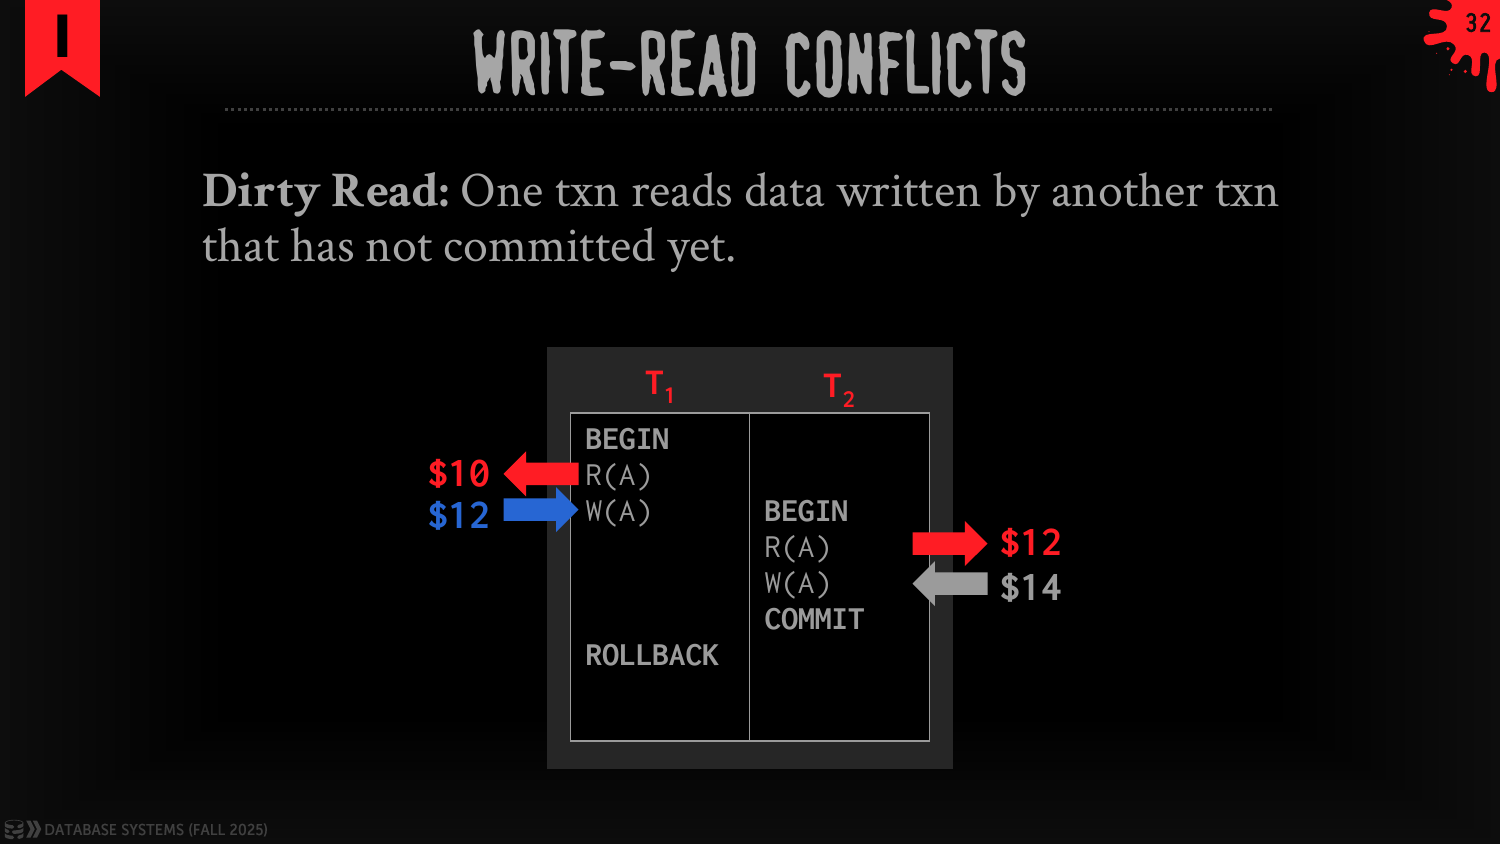 I
32
WRITE-READ CONFLICTS
Dirty Read: One txn reads data written by another txn
that has not committed yet.
T1 T2
BEGIN
$10 R(A)
$12 W(A) BEGIN
R(A) $12
W(A) $14
COMMIT
ROLLBACK
DATABASE SYSTEMS (FALL 2025)